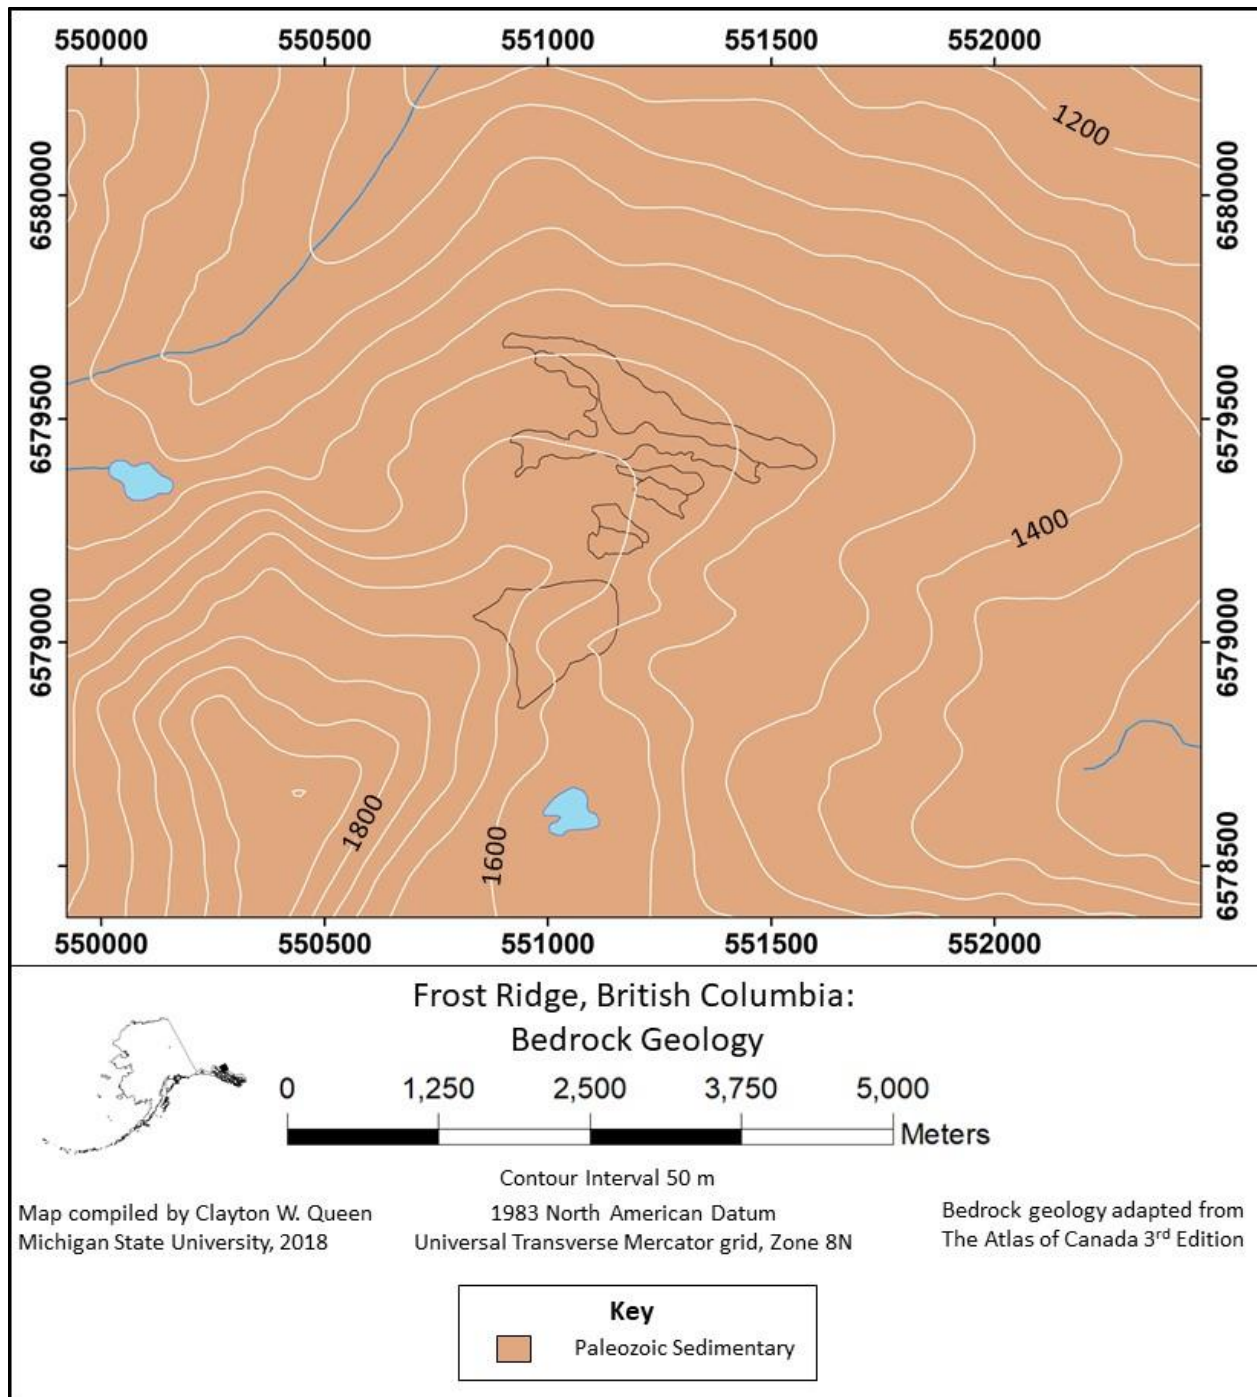 550000 550500 551000 551500 552000
1200
6580000 6580000
6579500 6579500
1400
6579000 6579000
1800
1600
6578500
550000 550500 551000 551500 552000
Frost Ridge, British Columbia:
Bedrock Geology
0 1,250 2,500 3,750 5,000
Meters
Contour Interval 50 m
Map compiled by Clayton W. Queen
Michigan State University, 2018
1983 North American Datum
Universal Transverse Mercator grid, Zone 8N
Bedrock geology adapted from
The Atlas of Canada 3rd Edition
Key
Paleozoic Sedimentary